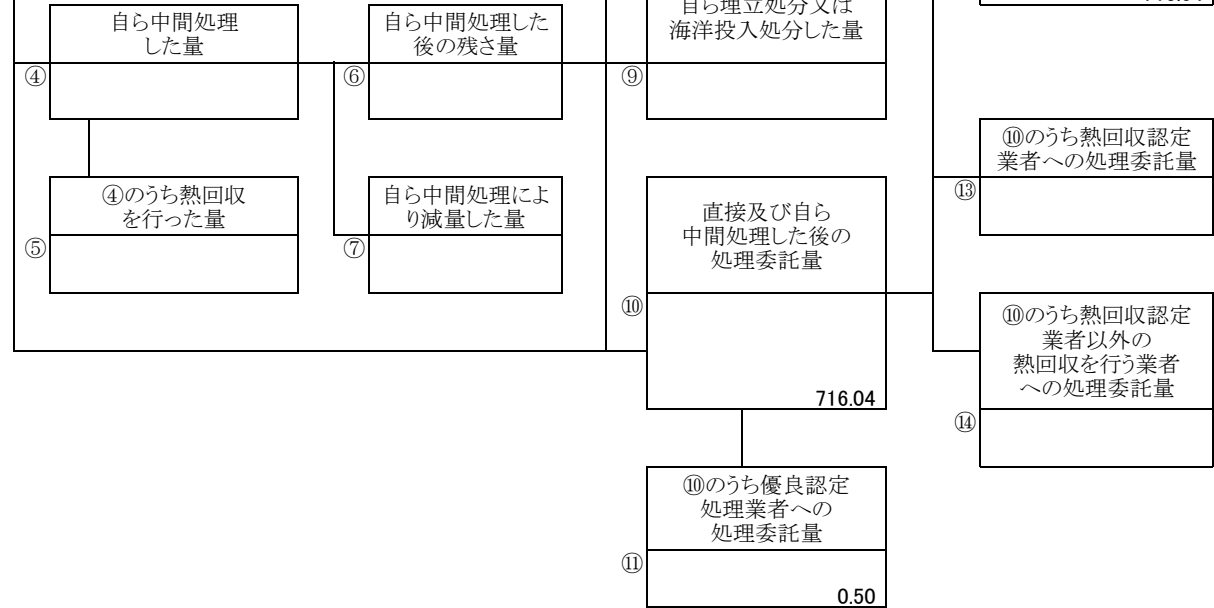 自ら中間処理
した量
④
自ら中間処理した
後の残さ量
⑥
自ら埋立処分又は
海洋投入処分した量
⑨
⑩のうち熱回収認定
業者への処理委託量
⑬
④のうち熱回収
を行った量
⑤
自ら中間処理によ
り減量した量
⑦
直接及び自ら
中間処理した後の
処理委託量
⑩
716.04
⑩のうち熱回収認定
業者以外の
熱回収を行う業者
への処理委託量
⑭
⑩のうち優良認定
処理業者への
処理委託量
⑪
0.50